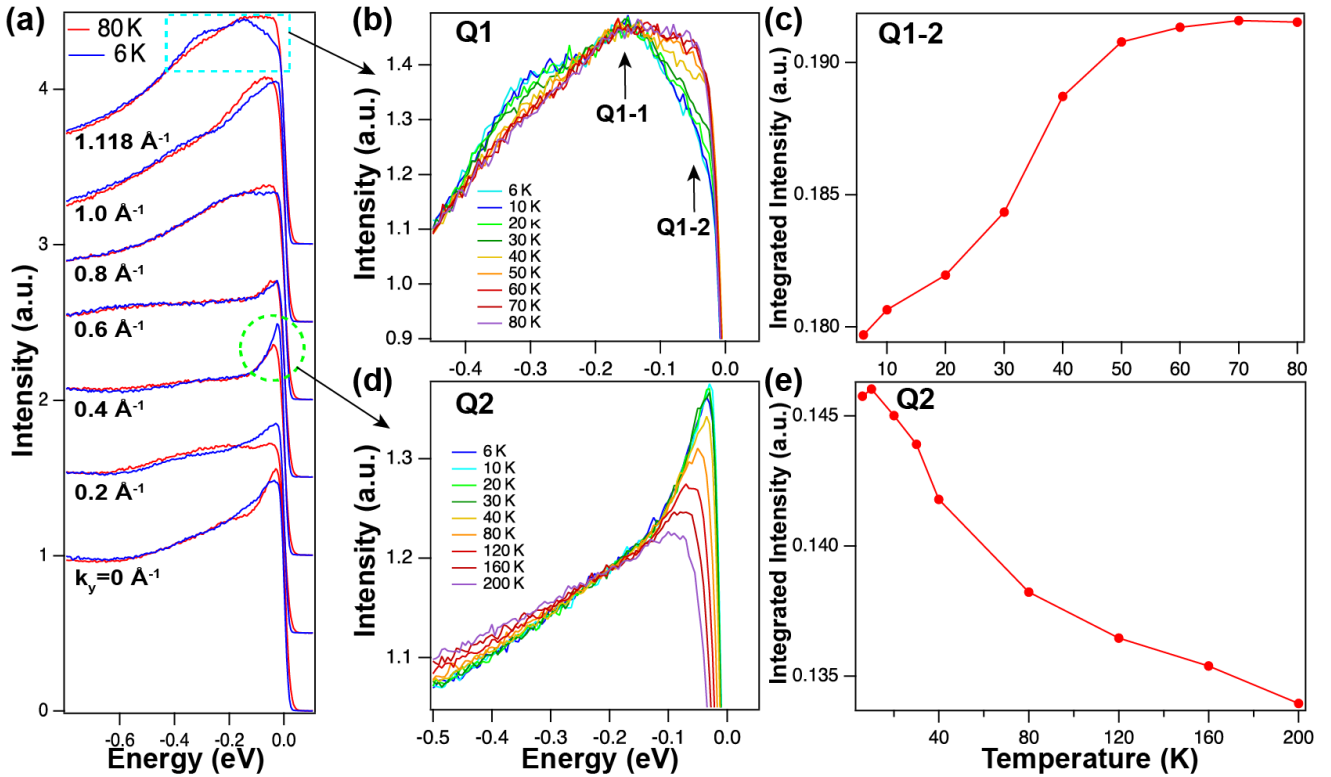 (a)
80 K
6 K
1.118 Å-1
1.0 Å-1
0.8 Å-1
0.6 Å-1
0.4 Å-1
0.2 Å-1
ky=0 Å-1
4
3
2
1
0
Intensity (a.u.)
-0.6
-0.4
-0.2
0.0
Energy (eV)
(b)
Q1
Q1-1
Q1-2
6 K
10 K
20 K
30 K
40 K
50 K
60 K
70 K
80 K
1.4
1.3
1.2
1.1
1.0
0.9
Intensity (a.u.)
-0.4
-0.3
-0.2
-0.1
0.0
(c)
Q1-2
0.190
0.185
0.180
Integrated Intensity (a.u.)
10
20
30
40
50
60
70
80
(d)
Q2
6 K
10 K
20 K
30 K
40 K
80 K
120 K
160 K
200 K
1.3
1.2
1.1
Intensity (a.u.)
-0.5
-0.4
-0.3
-0.2
-0.1
0.0
Energy (eV)
(e)
Q2
0.145
0.140
0.135
Integrated Intensity (a.u.)
40
80
120
160
200
Temperature (K)